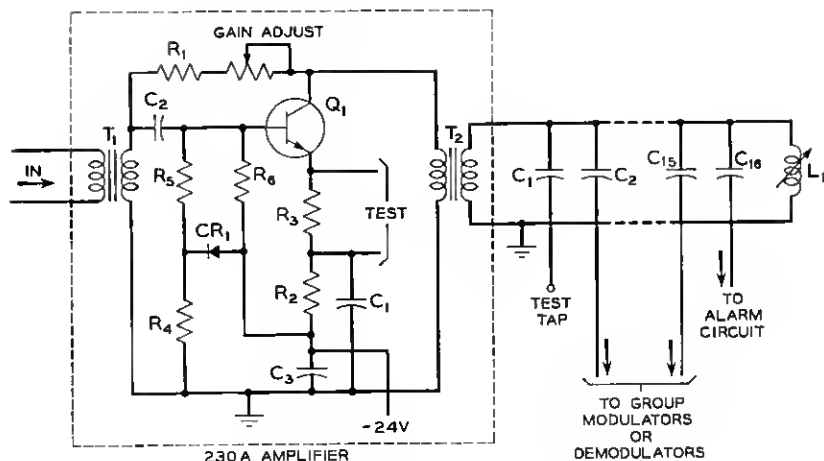 GAIN ADJUST
R1
C2
Q1
T1
T2
IN
R5
R6
R3
TEST
CR1
R2
C1
R4
C3
-24V
230A AMPLIFIER
C1
C2
C15
C16
L1
TEST
TAP
TO
ALARM
CIRCUIT
TO GROUP
MODULATORS
OR
DEMODULATORS